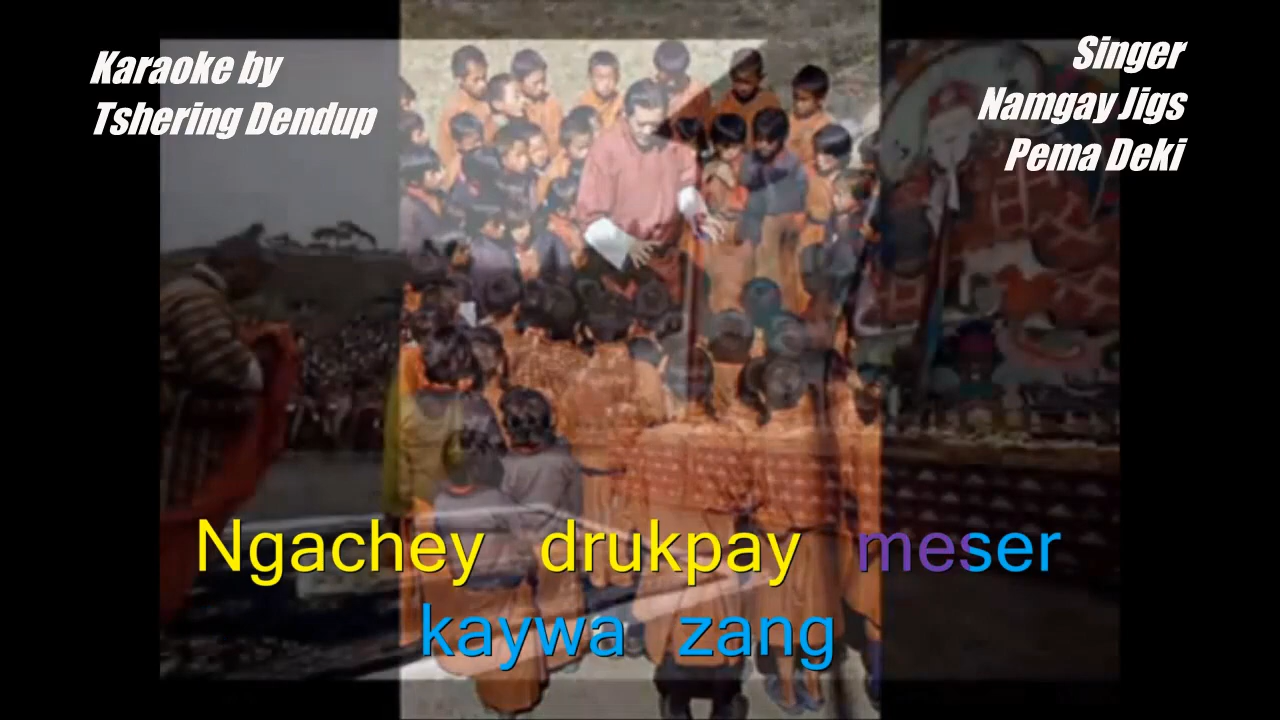 Karaoke by
Tshering Dendup
Singer
Namgay Jigs
Pema Deki
Ngachey drukpay meser
kaywa zang